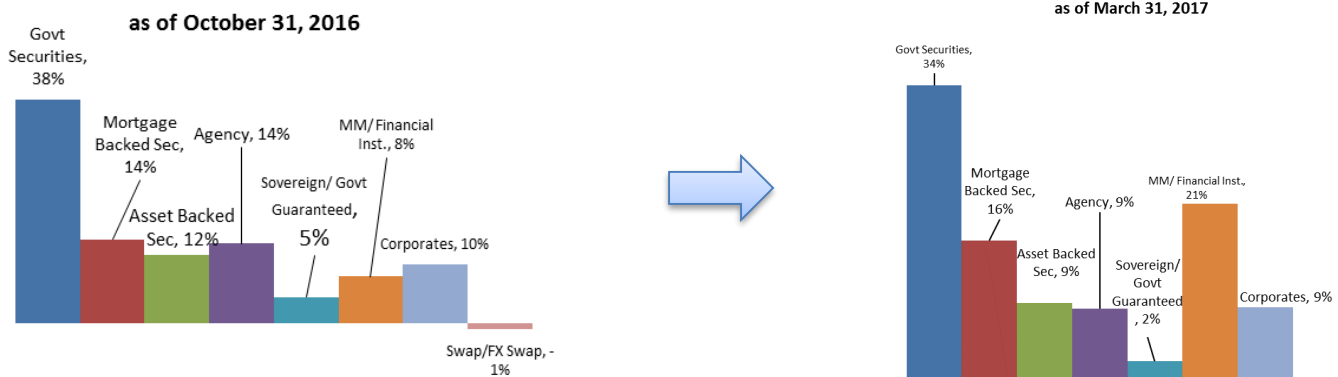 as of October 31, 2016
Govt
Securities,
38%
Mortgage
Backed Sec,
14%
Asset Backed
Sec, 12%
Agency, 14%
Sovereign/ Govt
Guaranteed,
5%
MM/ Financial
Inst., 8%
Corporates, 10%
Swap/FX Swap, -
1%
as of March 31, 2017
Govt Securities,
34%
Mortgage
Backed Sec,
16%
Asset Backed
Sec, 9%
Agency, 9%
Sovereign/
Govt
Guaranteed
, 2%
MM/ Financial Inst.,
21%
Corporates, 9%